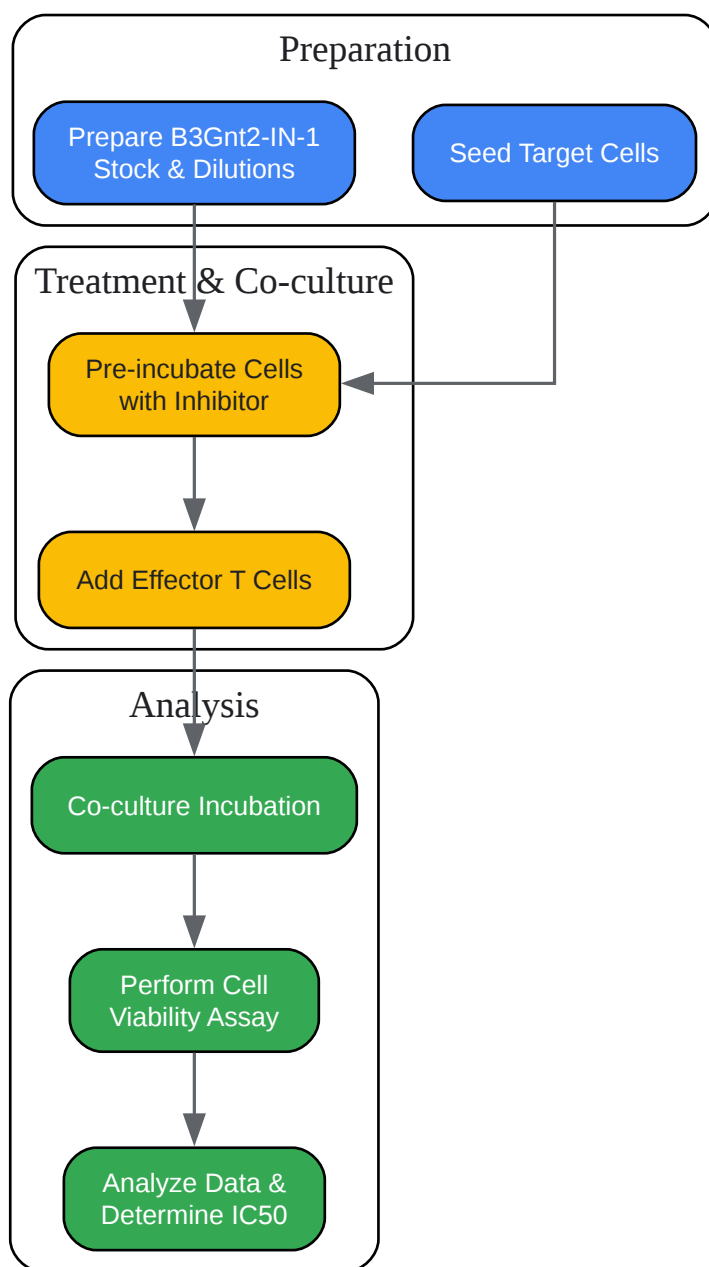 Preparation
Prepare B3Gnt2-IN-1
Stock & Dilutions
Seed Target Cells
Treatment & Co-culture
Pre-incubate Cells
with Inhibitor
Add Effector T Cells
Analysis
Co-culture Incubation
Perform Cell
Viability Assay
Analyze Data &
Determine IC50